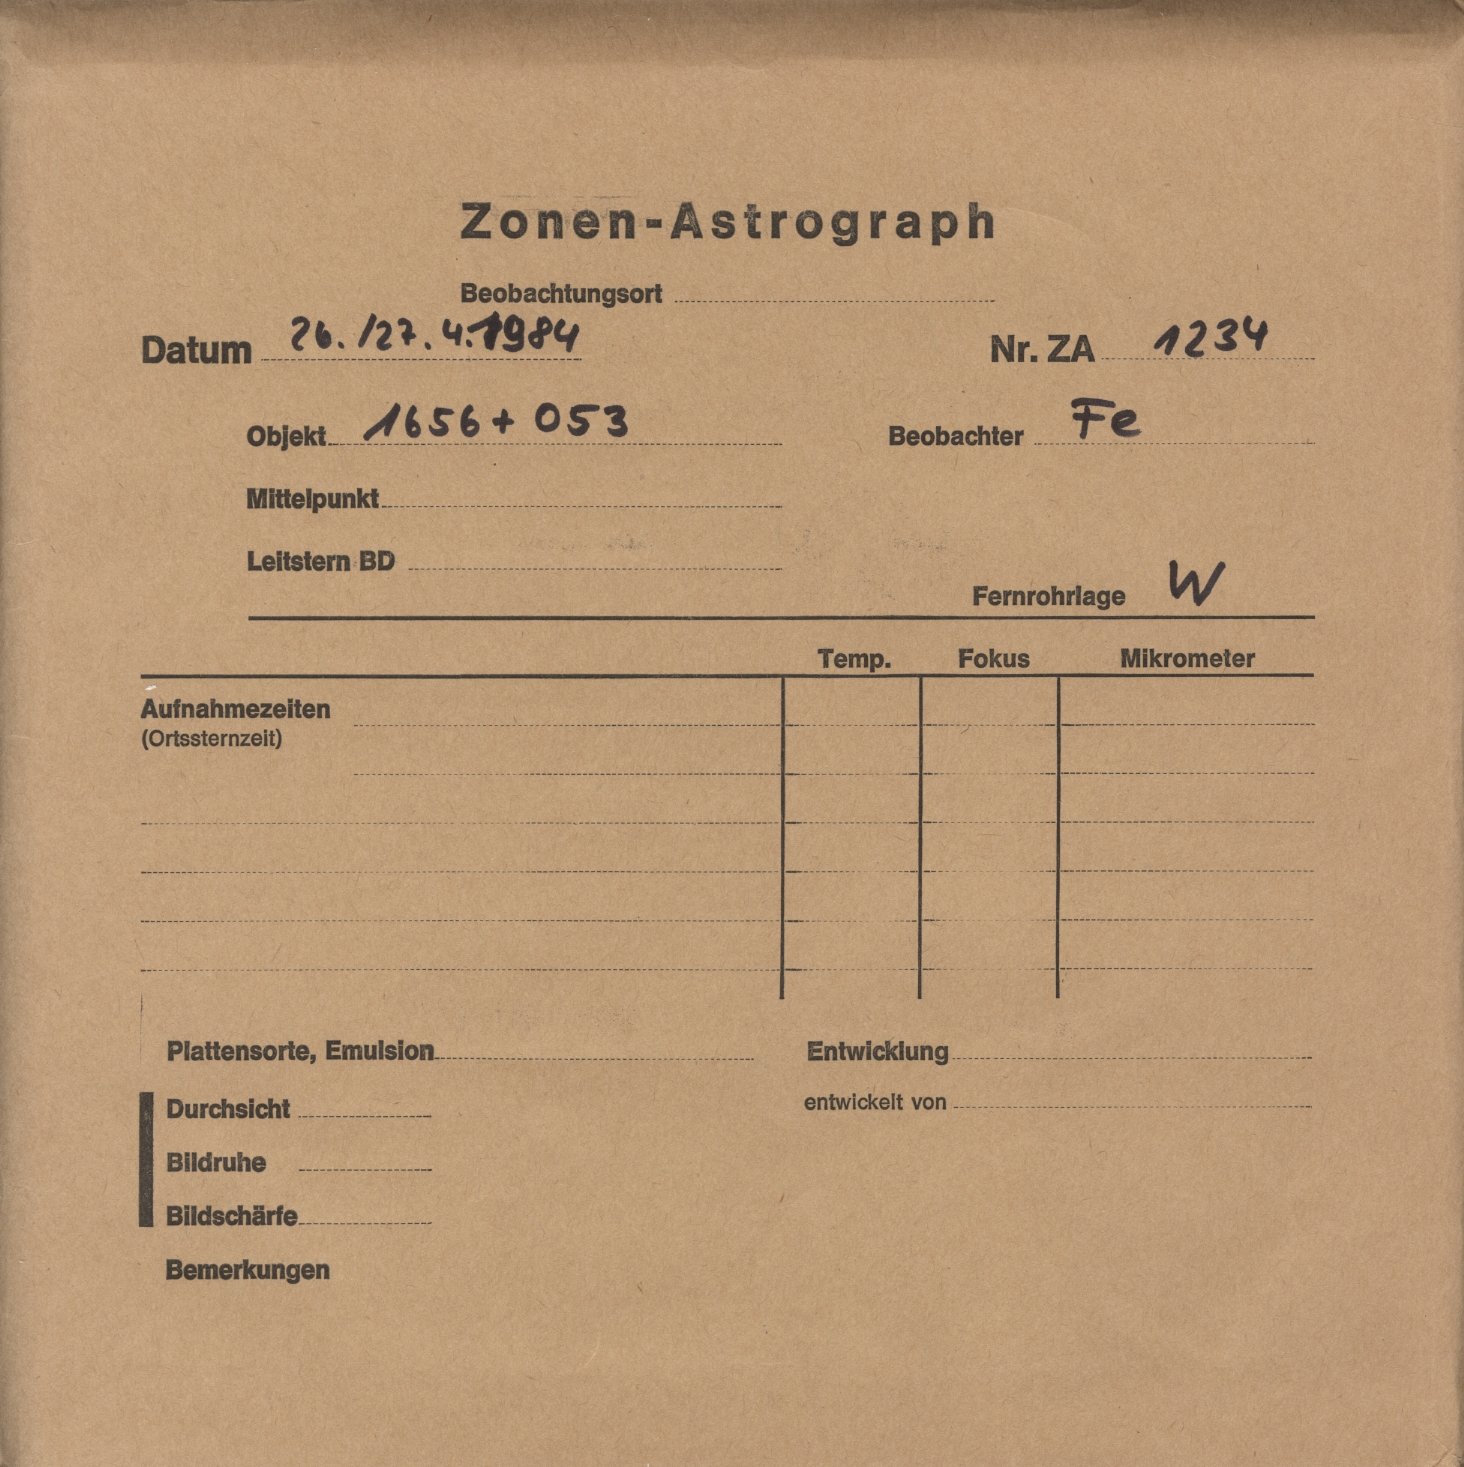 Zonen-Astrograph
Beobachtungsort
Datum 26./27.4.1984 Nr. ZA 1234
Objekt 1656+053 Beobachter Fe
Mittelpunkt
Leitstern BD
Fernrohrlage W
Temp. Fokus Mikrometer
Aufnahmezeiten
(Ortssternzeit)
Plattensorte, Emulsion Entwicklung
Durchsicht entwickelt von
Bildruhe
Bildschärfe
Bemerkungen